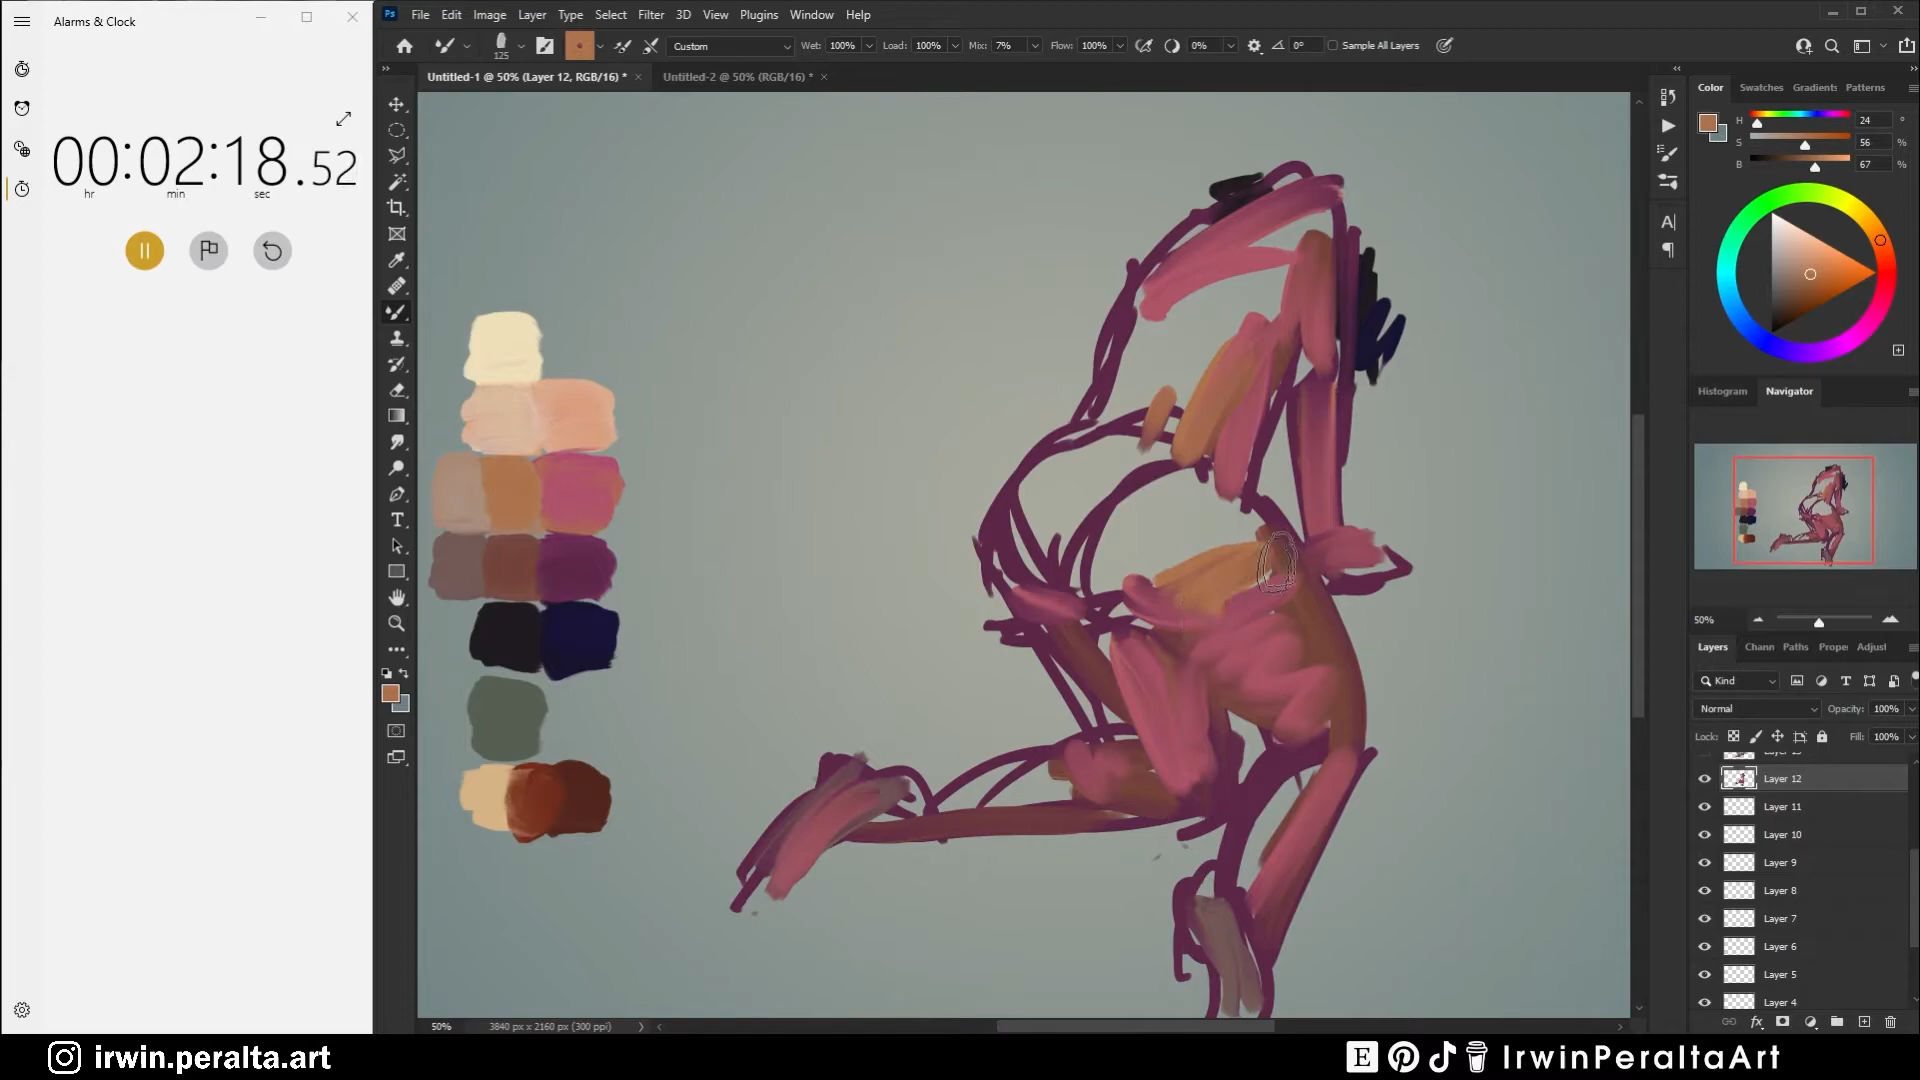 Alarms & Clock
00:02:18.52
hr min sec
Ps File Edit Image Layer Type Select Filter 3D View Plugins Window Help
125 Custom Wet: 100% Load: 100% Mix: 7% Flow: 100% 0% 0° Sample All Layers
Untitled-1 @ 50% (Layer 12, RGB/16) * × Untitled-2 @ 50% (RGB/16) * ×
Color Swatches Gradients Patterns
H 24 °
S 56 %
B 67 %
Histogram Navigator
50%
Layers Chann Paths Prope Adjust
Kind
Normal Opacity: 100%
Lock: Fill: 100%
Layer 12
Layer 11
Layer 10
Layer 9
Layer 8
Layer 7
Layer 6
Layer 5
Layer 4
fx
50% 3840 px x 2160 px (300 ppi)
irwin.peralta.art
E IrwinPeraltaArt